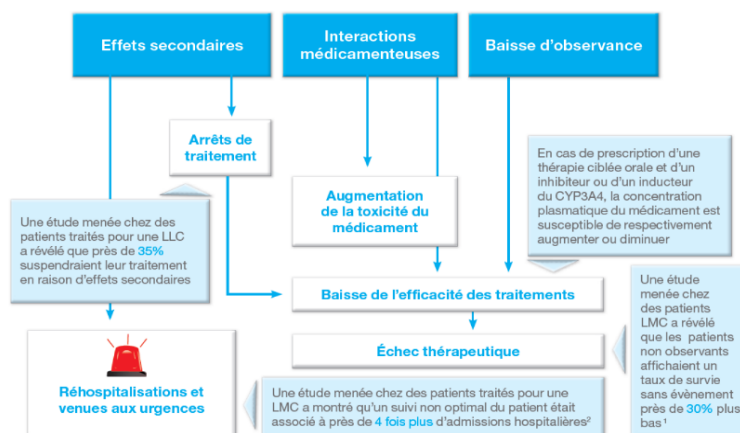 Effets secondaires
Interactions
médicamenteuses
Baisse d'observance
Arrêts de
traitement
Augmentation
de la toxicité du
médicament
En cas de prescription d'une
thérapie ciblée orale et d'un
inhibiteur ou d'un inducteur
du CYP3A4, la concentration
plasmatique du médicament est
susceptible de respectivement
augmenter ou diminuer
Une étude menée chez des
patients traités pour une LLC
a révélé que près de 35%
suspendraient leur traitement
en raison d'effets secondaires
Baisse de l'efficacité des traitements
Échec thérapeutique
Une étude
menée chez
des patients
LMC a révélé
que les patients
non observants
affichaient un
taux de survie
sans évènement
près de 30% plus
bas¹
Réhospitalisations et
venues aux urgences
Une étude menée chez des patients traités pour une
LMC a montré qu'un suivi non optimal du patient était
associé à près de 4 fois plus d'admissions hospitalières²